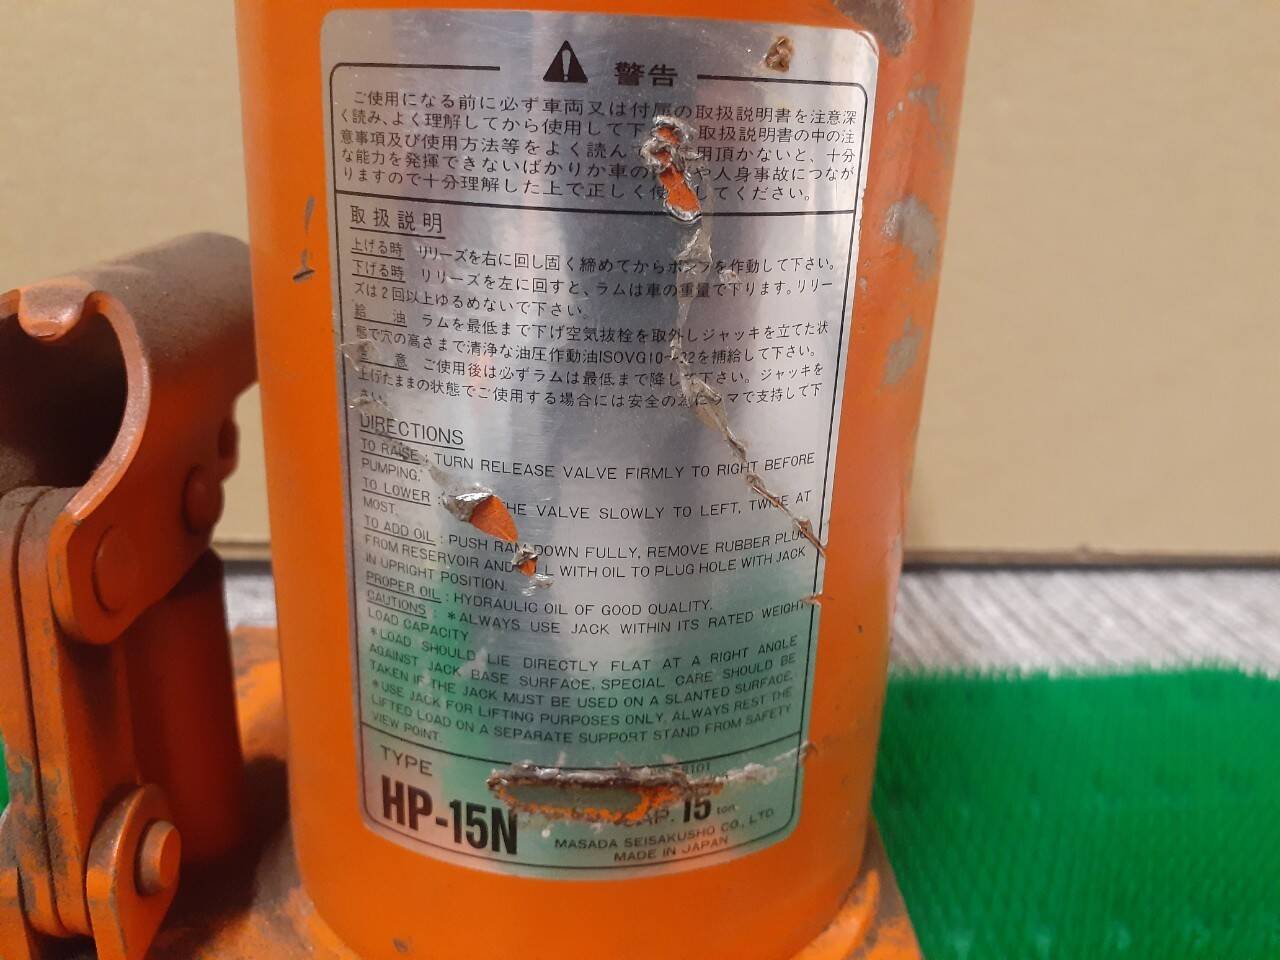 警告
ご使用になる前に必ず車両又は付属の取扱説明書を注意深
く読み、よく理解してから使用して下 取扱説明書の中の注
意事項及び使用方法等をよく読んで 用頂かないと、十分
な能力を発揮できないばかりか車の や人身事故につなが
りますので十分理解した上で正しく使 してください。
取扱説明
上げる時 リリーズを右に回し固く締めてからポンプを作動して下さい。
下げる時 リリーズを左に回すと、ラムは車の重量で下ります。リリー
ズは2回以上ゆるめないで下さい。
給油 ラムを最低まで下げ空気抜栓を取外しジャッキを立てた状
態で穴の高さまで清浄な油圧作動油ISOVG10 22を補給して下さい。
注意 ご使用後は必ずラムは最低まで降して下さい。ジャッキを
上げたままの状態でご使用する場合には安全の為にウマで支持して下
さい。
DIRECTIONS
TO RAISE : TURN RELEASE VALVE FIRMLY TO RIGHT BEFORE
PUMPING.
TO LOWER : THE VALVE SLOWLY TO LEFT, TWICE AT
MOST.
TO ADD OIL : PUSH RAM DOWN FULLY, REMOVE RUBBER PLUG
FROM RESERVOIR AND WITH OIL TO PLUG HOLE WITH JACK
IN UPRIGHT POSITION.
PROPER OIL : HYDRAULIC OIL OF GOOD QUALITY.
CAUTIONS : *ALWAYS USE JACK WITHIN ITS RATED WEIGHT
LOAD CAPACITY
*LOAD SHOULD LIE DIRECTLY FLAT AT A RIGHT ANGLE
AGAINST JACK BASE SURFACE, SPECIAL CARE SHOULD BE
TAKEN IF THE JACK MUST BE USED ON A SLANTED SURFACE.
*USE JACK FOR LIFTING PURPOSES ONLY, ALWAYS REST THE
LIFTED LOAD ON A SEPARATE SUPPORT STAND FROM SAFETY
VIEW POINT.
TYPE
HP-15N
CAP. 15 ton
MASADA SEISAKUSHO CO., LTD.
MADE IN JAPAN